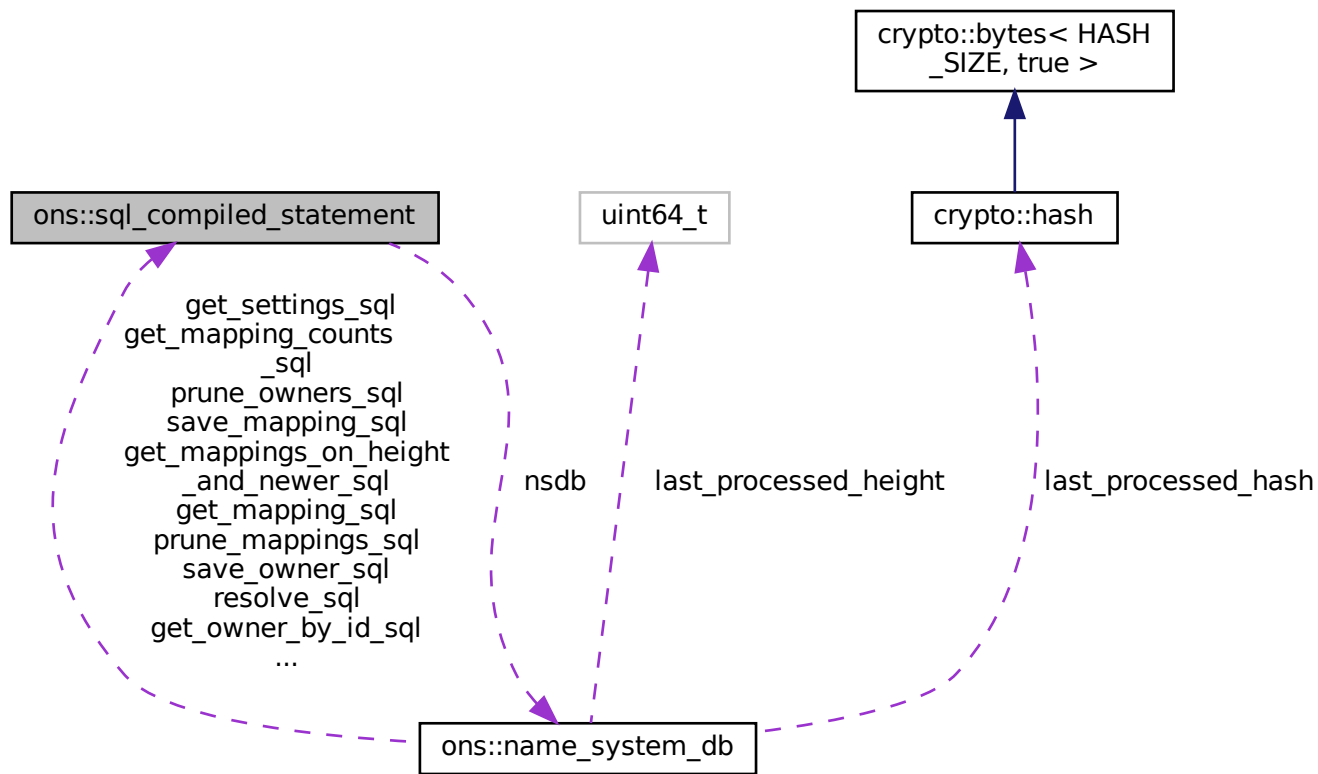 crypto::bytes< HASH
_SIZE, true >
ons::sql_compiled_statement
uint64_t
crypto::hash
get_settings_sql
get_mapping_counts
_sql
prune_owners_sql
save_mapping_sql
get_mappings_on_height
_and_newer_sql
get_mapping_sql
prune_mappings_sql
save_owner_sql
resolve_sql
get_owner_by_id_sql
...
nsdb
last_processed_height
last_processed_hash
ons::name_system_db